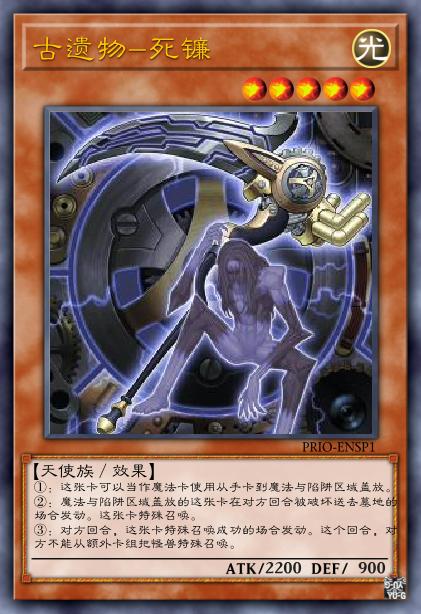 古遗物-死镰
光
PRIO-ENSP1
【天使族／效果】
①：这张卡可以当作魔法卡使用从手卡到魔法与陷阱区域盖放。
②：魔法与陷阱区域盖放的这张卡在对方回合被破坏送去墓地的
场合发动。这张卡特殊召唤。
③：对方回合，这张卡特殊召唤成功的场合发动。这个回合，对
方不能从额外卡组把怪兽特殊召唤。
ATK/2200 DEF/ 900